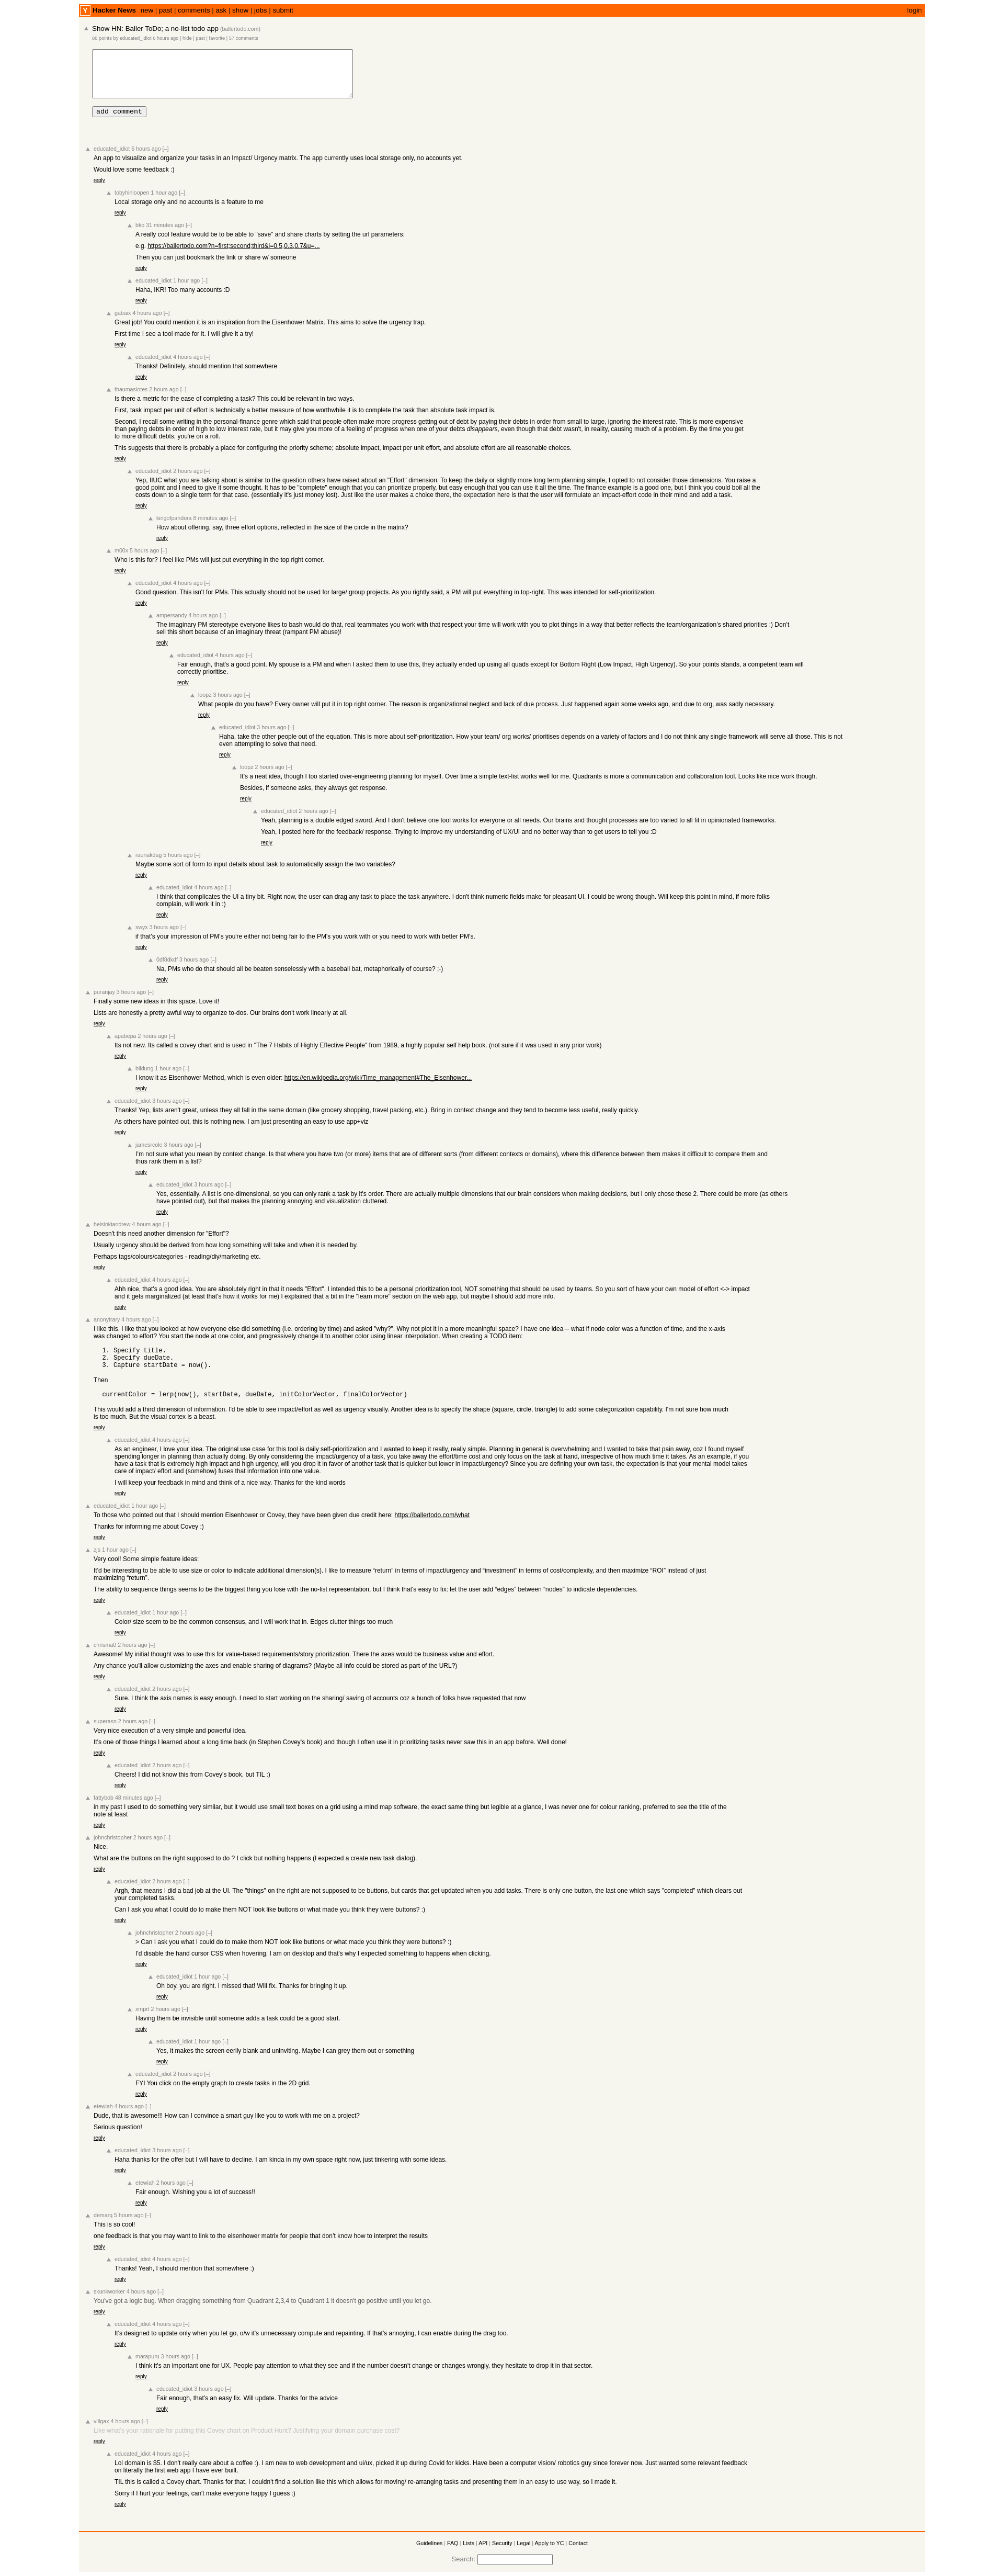 Y Hacker News new | past | comments | ask | show | jobs | submit login
Show HN: Baller ToDo; a no-list todo app (ballertodo.com)
88 points by educated_idiot 6 hours ago | hide | past | favorite | 57 comments
add comment
educated_idiot 6 hours ago [–]
An app to visualize and organize your tasks in an Impact/ Urgency matrix. The app currently uses local storage only, no accounts yet.
Would love some feedback :)
reply
tobyhinloopen 1 hour ago [–]
Local storage only and no accounts is a feature to me
reply
bko 31 minutes ago [–]
A really cool feature would be to be able to "save" and share charts by setting the url parameters:
e.g. https://ballertodo.com?n=first;second;third&i=0.5,0.3,0.7&u=...
Then you can just bookmark the link or share w/ someone
reply
educated_idiot 1 hour ago [–]
Haha, IKR! Too many accounts :D
reply
gabaix 4 hours ago [–]
Great job! You could mention it is an inspiration from the Eisenhower Matrix. This aims to solve the urgency trap.
First time I see a tool made for it. I will give it a try!
reply
educated_idiot 4 hours ago [–]
Thanks! Definitely, should mention that somewhere
reply
thaumasiotes 2 hours ago [–]
Is there a metric for the ease of completing a task? This could be relevant in two ways.
First, task impact per unit of effort is technically a better measure of how worthwhile it is to complete the task than absolute task impact is.
Second, I recall some writing in the personal-finance genre which said that people often make more progress getting out of debt by paying their debts in order from small to large, ignoring the interest rate. This is more expensive
than paying debts in order of high to low interest rate, but it may give you more of a feeling of progress when one of your debts disappears, even though that debt wasn't, in reality, causing much of a problem. By the time you get
to more difficult debts, you're on a roll.
This suggests that there is probably a place for configuring the priority scheme; absolute impact, impact per unit effort, and absolute effort are all reasonable choices.
reply
educated_idiot 2 hours ago [–]
Yep, IIUC what you are talking about is similar to the question others have raised about an "Effort" dimension. To keep the daily or slightly more long term planning simple, I opted to not consider those dimensions. You raise a
good point and I need to give it some thought. It has to be "complete" enough that you can prioritize properly, but easy enough that you can use it all the time. The finance example is a good one, but I think you could boil all the
costs down to a single term for that case. (essentially it's just money lost). Just like the user makes a choice there, the expectation here is that the user will formulate an impact-effort code in their mind and add a task.
reply
kingofpandora 8 minutes ago [–]
How about offering, say, three effort options, reflected in the size of the circle in the matrix?
reply
m00x 5 hours ago [–]
Who is this for? I feel like PMs will just put everything in the top right corner.
reply
educated_idiot 4 hours ago [–]
Good question. This isn't for PMs. This actually should not be used for large/ group projects. As you rightly said, a PM will put everything in top-right. This was intended for self-prioritization.
reply
ampersandy 4 hours ago [–]
The imaginary PM stereotype everyone likes to bash would do that, real teammates you work with that respect your time will work with you to plot things in a way that better reflects the team/organization's shared priorities :) Don't
sell this short because of an imaginary threat (rampant PM abuse)!
reply
educated_idiot 4 hours ago [–]
Fair enough, that's a good point. My spouse is a PM and when I asked them to use this, they actually ended up using all quads except for Bottom Right (Low Impact, High Urgency). So your points stands, a competent team will
correctly prioritise.
reply
loopz 3 hours ago [–]
What people do you have? Every owner will put it in top right corner. The reason is organizational neglect and lack of due process. Just happened again some weeks ago, and due to org, was sadly necessary.
reply
educated_idiot 3 hours ago [–]
Haha, take the other people out of the equation. This is more about self-prioritization. How your team/ org works/ prioritises depends on a variety of factors and I do not think any single framework will serve all those. This is not
even attempting to solve that need.
reply
loopz 2 hours ago [–]
It's a neat idea, though I too started over-engineering planning for myself. Over time a simple text-list works well for me. Quadrants is more a communication and collaboration tool. Looks like nice work though.
Besides, if someone asks, they always get response.
reply
educated_idiot 2 hours ago [–]
Yeah, planning is a double edged sword. And I don't believe one tool works for everyone or all needs. Our brains and thought processes are too varied to all fit in opinionated frameworks.
Yeah, I posted here for the feedback/ response. Trying to improve my understanding of UX/UI and no better way than to get users to tell you :D
reply
raunakdag 5 hours ago [–]
Maybe some sort of form to input details about task to automatically assign the two variables?
reply
educated_idiot 4 hours ago [–]
I think that complicates the UI a tiny bit. Right now, the user can drag any task to place the task anywhere. I don't think numeric fields make for pleasant UI. I could be wrong though. Will keep this point in mind, if more folks
complain, will work it in :)
reply
swyx 3 hours ago [–]
if that's your impression of PM's you're either not being fair to the PM's you work with or you need to work with better PM's.
reply
0df8dkdf 3 hours ago [–]
Na, PMs who do that should all be beaten senselessly with a baseball bat, metaphorically of course? ;-)
reply
puranjay 3 hours ago [–]
Finally some new ideas in this space. Love it!
Lists are honestly a pretty awful way to organize to-dos. Our brains don't work linearly at all.
reply
apabepa 2 hours ago [–]
Its not new. Its called a covey chart and is used in "The 7 Habits of Highly Effective People" from 1989, a highly popular self help book. (not sure if it was used in any prior work)
reply
bildung 1 hour ago [–]
I know it as Eisenhower Method, which is even older: https://en.wikipedia.org/wiki/Time_management#The_Eisenhower...
reply
educated_idiot 3 hours ago [–]
Thanks! Yep, lists aren't great, unless they all fall in the same domain (like grocery shopping, travel packing, etc.). Bring in context change and they tend to become less useful, really quickly.
As others have pointed out, this is nothing new. I am just presenting an easy to use app+viz
reply
jamesrcole 3 hours ago [–]
I'm not sure what you mean by context change. Is that where you have two (or more) items that are of different sorts (from different contexts or domains), where this difference between them makes it difficult to compare them and
thus rank them in a list?
reply
educated_idiot 3 hours ago [–]
Yes, essentially. A list is one-dimensional, so you can only rank a task by it's order. There are actually multiple dimensions that our brain considers when making decisions, but I only chose these 2. There could be more (as others
have pointed out), but that makes the planning annoying and visualization cluttered.
reply
helsinkiandrew 4 hours ago [–]
Doesn't this need another dimension for "Effort"?
Usually urgency should be derived from how long something will take and when it is needed by.
Perhaps tags/colours/categories - reading/diy/marketing etc.
reply
educated_idiot 4 hours ago [–]
Ahh nice, that's a good idea. You are absolutely right in that it needs "Effort". I intended this to be a personal prioritization tool, NOT something that should be used by teams. So you sort of have your own model of effort <-> impact
and it gets marginalized (at least that's how it works for me) I explained that a bit in the "learn more" section on the web app, but maybe I should add more info.
reply
anonytrary 4 hours ago [–]
I like this. I like that you looked at how everyone else did something (i.e. ordering by time) and asked "why?". Why not plot it in a more meaningful space? I have one idea -- what if node color was a function of time, and the x-axis
was changed to effort? You start the node at one color, and progressively change it to another color using linear interpolation. When creating a TODO item:
1. Specify title.
2. Specify dueDate.
3. Capture startDate = now().
Then
currentColor = lerp(now(), startDate, dueDate, initColorVector, finalColorVector)
This would add a third dimension of information. I'd be able to see impact/effort as well as urgency visually. Another idea is to specify the shape (square, circle, triangle) to add some categorization capability. I'm not sure how much
is too much. But the visual cortex is a beast.
reply
educated_idiot 4 hours ago [–]
As an engineer, I love your idea. The original use case for this tool is daily self-prioritization and I wanted to keep it really, really simple. Planning in general is overwhelming and I wanted to take that pain away, coz I found myself
spending longer in planning than actually doing. By only considering the impact/urgency of a task, you take away the effort/time cost and only focus on the task at hand, irrespective of how much time it takes. As an example, if you
have a task that is extremely high impact and high urgency, will you drop it in favor of another task that is quicker but lower in impact/urgency? Since you are defining your own task, the expectation is that your mental model takes
care of impact/ effort and (somehow) fuses that information into one value.
I will keep your feedback in mind and think of a nice way. Thanks for the kind words
reply
educated_idiot 1 hour ago [–]
To those who pointed out that I should mention Eisenhower or Covey, they have been given due credit here: https://ballertodo.com/what
Thanks for informing me about Covey :)
reply
zjs 1 hour ago [–]
Very cool! Some simple feature ideas:
It'd be interesting to be able to use size or color to indicate additional dimension(s). I like to measure “return” in terms of impact/urgency and “investment” in terms of cost/complexity, and then maximize “ROI” instead of just
maximizing “return”.
The ability to sequence things seems to be the biggest thing you lose with the no-list representation, but I think that's easy to fix: let the user add “edges” between “nodes” to indicate dependencies.
reply
educated_idiot 1 hour ago [–]
Color/ size seem to be the common consensus, and I will work that in. Edges clutter things too much
reply
chrisma0 2 hours ago [–]
Awesome! My initial thought was to use this for value-based requirements/story prioritization. There the axes would be business value and effort.
Any chance you'll allow customizing the axes and enable sharing of diagrams? (Maybe all info could be stored as part of the URL?)
reply
educated_idiot 2 hours ago [–]
Sure. I think the axis names is easy enough. I need to start working on the sharing/ saving of accounts coz a bunch of folks have requested that now
reply
superasn 2 hours ago [–]
Very nice execution of a very simple and powerful idea.
It's one of those things I learned about a long time back (in Stephen Covey's book) and though I often use it in prioritizing tasks never saw this in an app before. Well done!
reply
educated_idiot 2 hours ago [–]
Cheers! I did not know this from Covey's book, but TIL :)
reply
fallybob 48 minutes ago [–]
in my past I used to do something very similar, but it would use small text boxes on a grid using a mind map software, the exact same thing but legible at a glance, I was never one for colour ranking, preferred to see the title of the
note at least
reply
johnchristopher 2 hours ago [–]
Nice.
What are the buttons on the right supposed to do ? I click but nothing happens (I expected a create new task dialog).
reply
educated_idiot 2 hours ago [–]
Argh, that means I did a bad job at the UI. The "things" on the right are not supposed to be buttons, but cards that get updated when you add tasks. There is only one button, the last one which says "completed" which clears out
your completed tasks.
Can I ask you what I could do to make them NOT look like buttons or what made you think they were buttons? :)
reply
johnchristopher 2 hours ago [–]
> Can I ask you what I could do to make them NOT look like buttons or what made you think they were buttons? :)
I'd disable the hand cursor CSS when hovering. I am on desktop and that's why I expected something to happens when clicking.
reply
educated_idiot 1 hour ago [–]
Oh boy, you are right. I missed that! Will fix. Thanks for bringing it up.
reply
xmprt 2 hours ago [–]
Having them be invisible until someone adds a task could be a good start.
reply
educated_idiot 1 hour ago [–]
Yes, it makes the screen eerily blank and uninviting. Maybe I can grey them out or something
reply
educated_idiot 2 hours ago [–]
FYI You click on the empty graph to create tasks in the 2D grid.
reply
etewiah 4 hours ago [–]
Dude, that is awesome!!! How can I convince a smart guy like you to work with me on a project?
Serious question!
reply
educated_idiot 3 hours ago [–]
Haha thanks for the offer but I will have to decline. I am kinda in my own space right now, just tinkering with some ideas.
reply
etewiah 2 hours ago [–]
Fair enough. Wishing you a lot of success!!
reply
demarq 5 hours ago [–]
This is so cool!
one feedback is that you may want to link to the eisenhower matrix for people that don't know how to interpret the results
reply
educated_idiot 4 hours ago [–]
Thanks! Yeah, I should mention that somewhere :)
reply
skunkworker 4 hours ago [–]
You've got a logic bug. When dragging something from Quadrant 2,3,4 to Quadrant 1 it doesn't go positive until you let go.
reply
educated_idiot 4 hours ago [–]
It's designed to update only when you let go, o/w it's unnecessary compute and repainting. If that's annoying, I can enable during the drag too.
reply
marapuru 3 hours ago [–]
I think it's an important one for UX. People pay attention to what they see and if the number doesn't change or changes wrongly, they hesitate to drop it in that sector.
reply
educated_idiot 3 hours ago [–]
Fair enough, that's an easy fix. Will update. Thanks for the advice
reply
villgax 4 hours ago [–]
Like what's your rationale for putting this Covey chart on Product Hunt? Justifying your domain purchase cost?
reply
educated_idiot 4 hours ago [–]
Lol domain is $5. I don't really care about a coffee :). I am new to web development and ui/ux, picked it up during Covid for kicks. Have been a computer vision/ robotics guy since forever now. Just wanted some relevant feedback
on literally the first web app I have ever built.
TIL this is called a Covey chart. Thanks for that. I couldn't find a solution like this which allows for moving/ re-arranging tasks and presenting them in an easy to use way, so I made it.
Sorry if I hurt your feelings, can't make everyone happy I guess :)
reply
Guidelines | FAQ | Lists | API | Security | Legal | Apply to YC | Contact
Search: